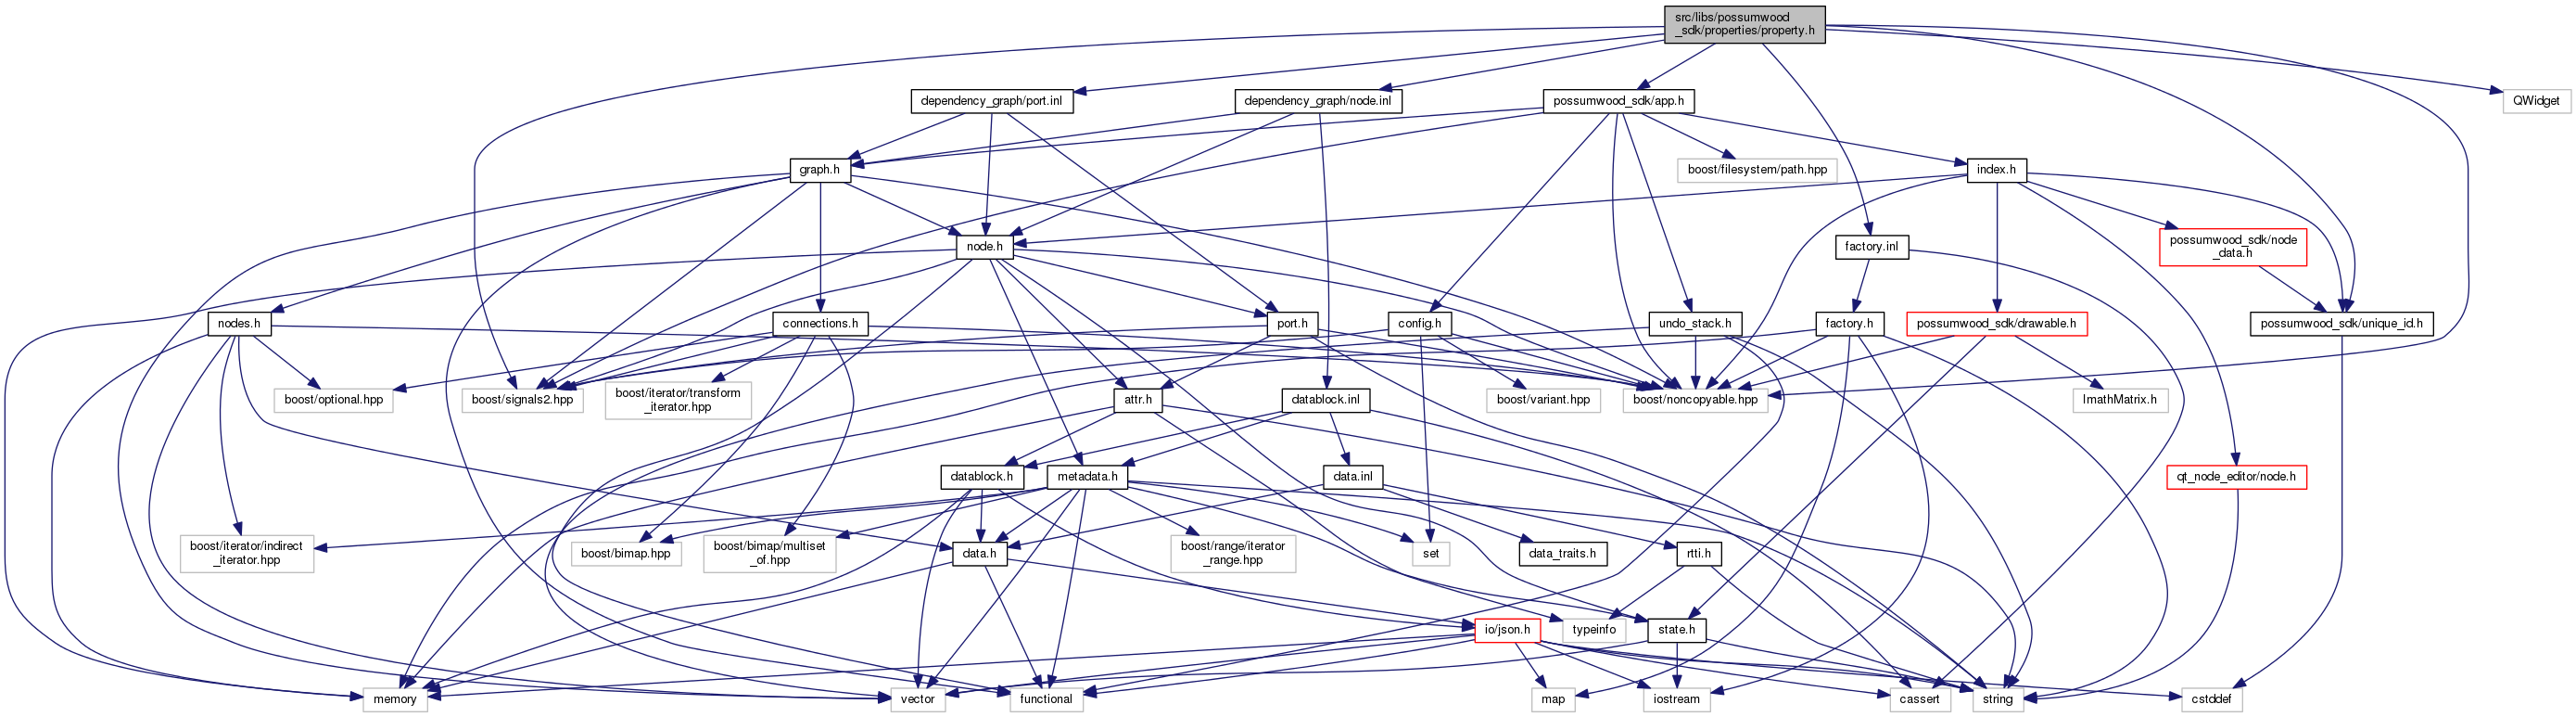 src/libs/possumwood
_sdk/properties/property.h
dependency_graph/port.inl
dependency_graph/node.inl
possumwood_sdk/app.h
QWidget
graph.h
boost/filesystem/path.hpp
index.h
node.h
factory.inl
possumwood_sdk/node
_data.h
nodes.h
connections.h
port.h
config.h
undo_stack.h
factory.h
possumwood_sdk/drawable.h
possumwood_sdk/unique_id.h
boost/optional.hpp
boost/signals2.hpp
boost/iterator/transform
_iterator.hpp
attr.h
datablock.inl
boost/variant.hpp
boost/noncopyable.hpp
ImathMatrix.h
datablock.h
metadata.h
data.inl
qt_node_editor/node.h
boost/iterator/indirect
_iterator.hpp
boost/bimap.hpp
boost/bimap/multiset
_of.hpp
data.h
boost/range/iterator
_range.hpp
set
data_traits.h
rtti.h
io/json.h
typeinfo
state.h
memory
vector
functional
map
iostream
cassert
string
cstddef